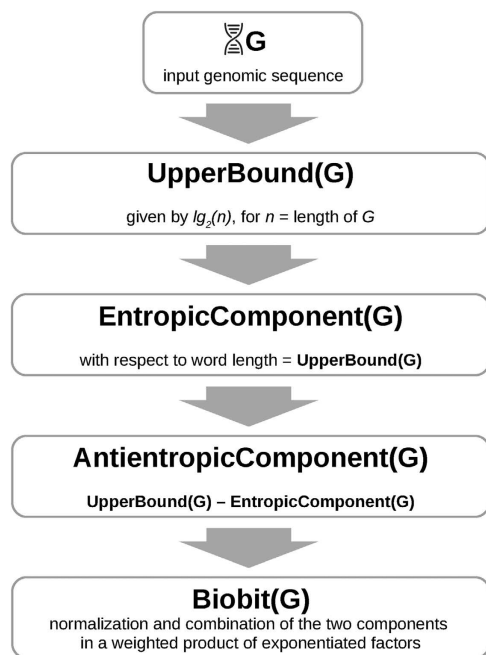 G
input genomic sequence
UpperBound(G)
given by lg₂(n), for n = length of G
EntropicComponent(G)
with respect to word length = UpperBound(G)
AntientropicComponent(G)
UpperBound(G) – EntropicComponent(G)
Biobit(G)
normalization and combination of the two components
in a weighted product of exponentiated factors